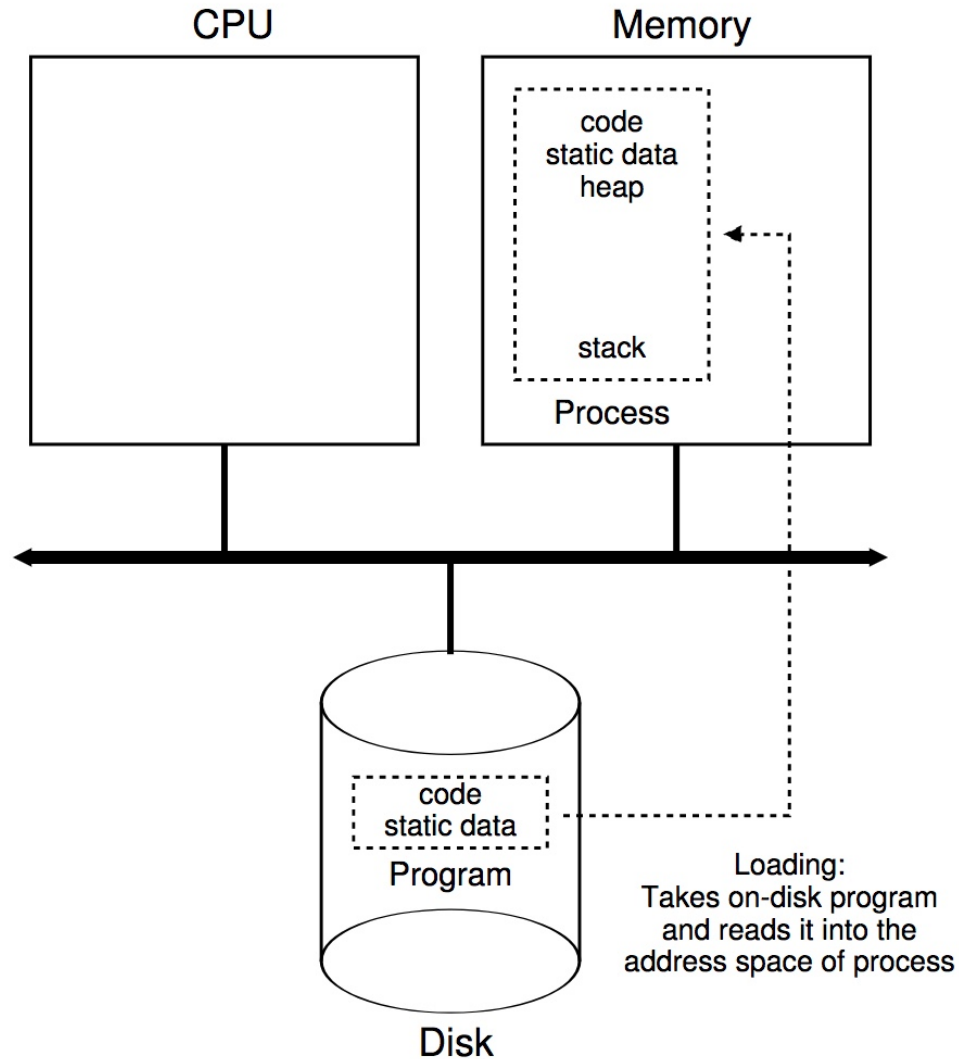 CPU
Memory
code
static data
heap
stack
Process
code
static data
Program
Loading:
Takes on-disk program
and reads it into the
address space of process
Disk